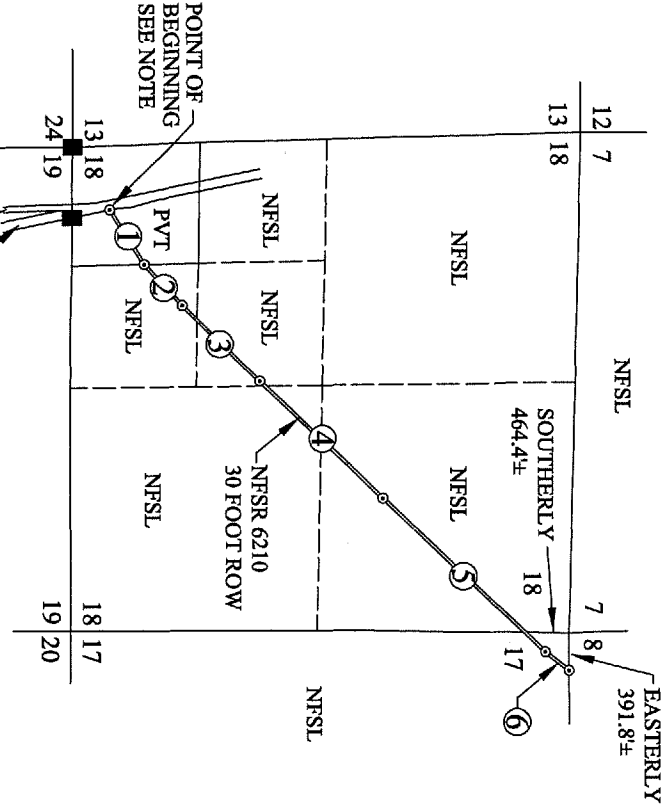 EASTERLY
391.8'±
NFSL
12 7
7 8
13 18
SOUTHERLY
464.4'±
18
17
6
NFSL
NFSL
5
4
NFSL
NFSL
NFSL
NFSR 6210
30 FOOT ROW
3
POINT OF
BEGINNING
SEE NOTE
PVT
2
1
NFSL
NFSL
13 18
18 17
24 19
19 20